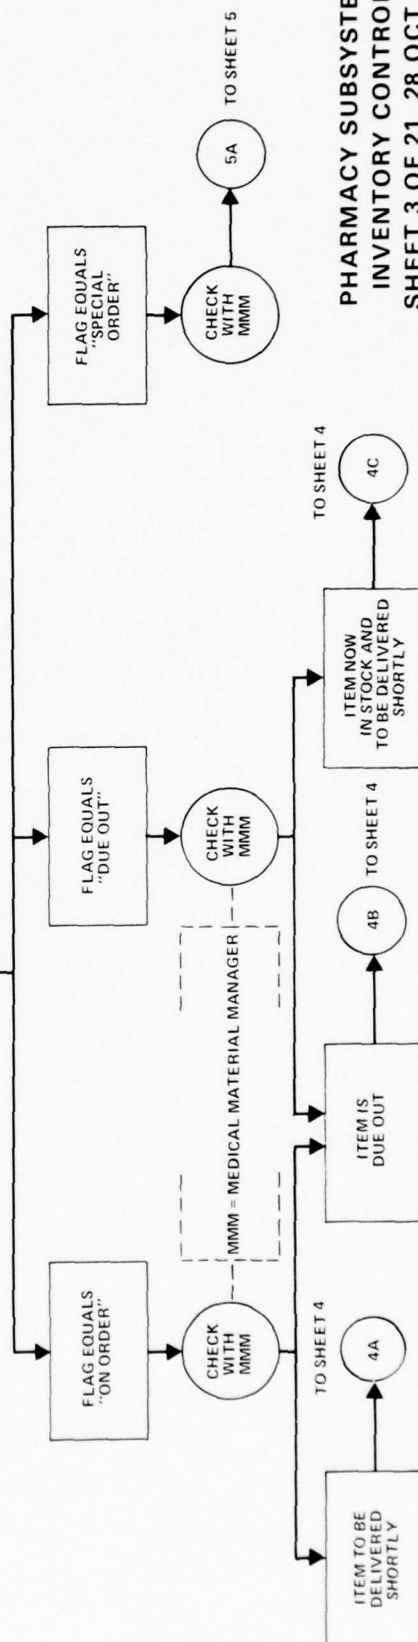 FLAG EQUALS
"ON ORDER"
FLAG EQUALS
"DUE OUT"
FLAG EQUALS
"SPECIAL
ORDER"
CHECK
WITH
MMM
MMM = MEDICAL MATERIAL MANAGER
CHECK
WITH
MMM
CHECK
WITH
MMM
5A
TO SHEET 5
ITEM TO BE
DELIVERED
SHORTLY
TO SHEET 4
4A
ITEM IS
DUE OUT
4B
TO SHEET 4
ITEM NOW
IN STOCK AND
TO BE DELIVERED
SHORTLY
TO SHEET 4
4C
PHARMACY SUBSYSTE
INVENTORY CONTRO
SHEET 3 OF 21 28 OCT